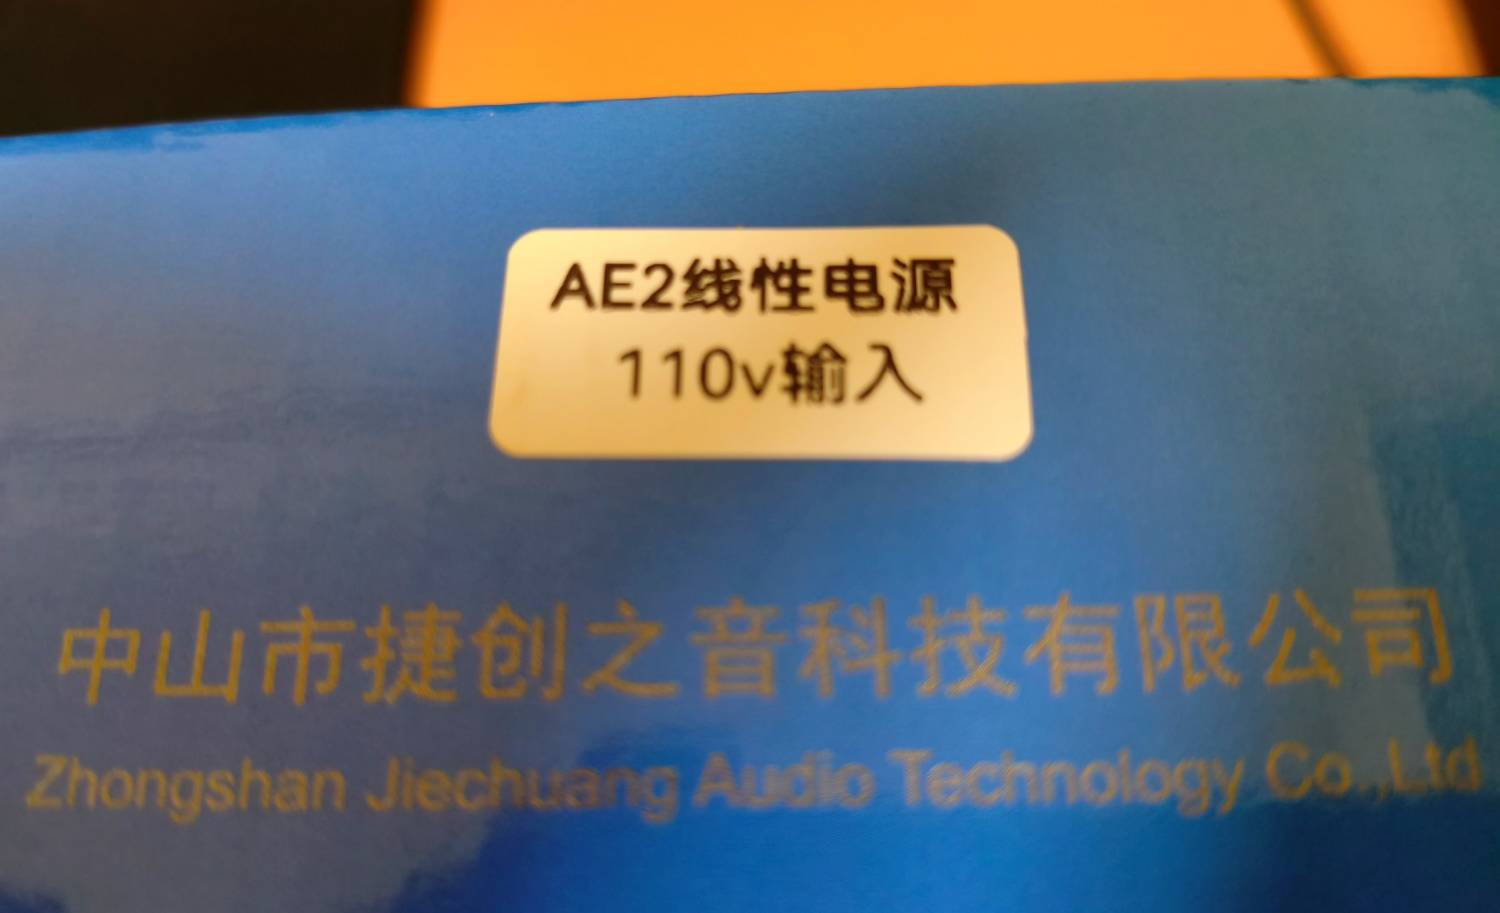 AE2线性电源
110v输入
中山市捷创之音科技有限公司
Zhongshan Jiechuang Audio Technology Co.,Ltd